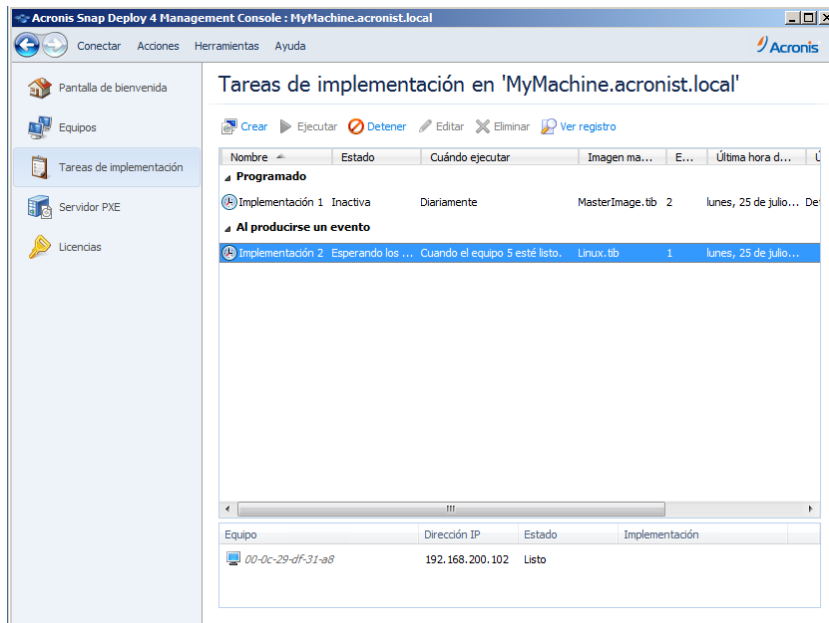 Acronis Snap Deploy 4 Management Console : MyMachine.acronist.local
Conectar Acciones Herramientas Ayuda
Acronis
Pantalla de bienvenida
Equipos
Tareas de implementación
Servidor PXE
Licencias
Tareas de implementación en 'MyMachine.acronist.local'
Crear Ejecutar Detener Editar Eliminar Ver registro
Nombre Estado Cuándo ejecutar Imagen ma... E... Última hora d...
Programado
Implementación 1 Inactiva Diariamente MasterImage.tib 2 lunes, 25 de julio...
Al producirse un evento
Implementación 2 Esperando los ... Cuando el equipo 5 esté listo. Linux.tib 1 lunes, 25 de julio...
Equipo Dirección IP Estado Implementación
00-0c-29-df-31-a8 192.168.200.102 Listo